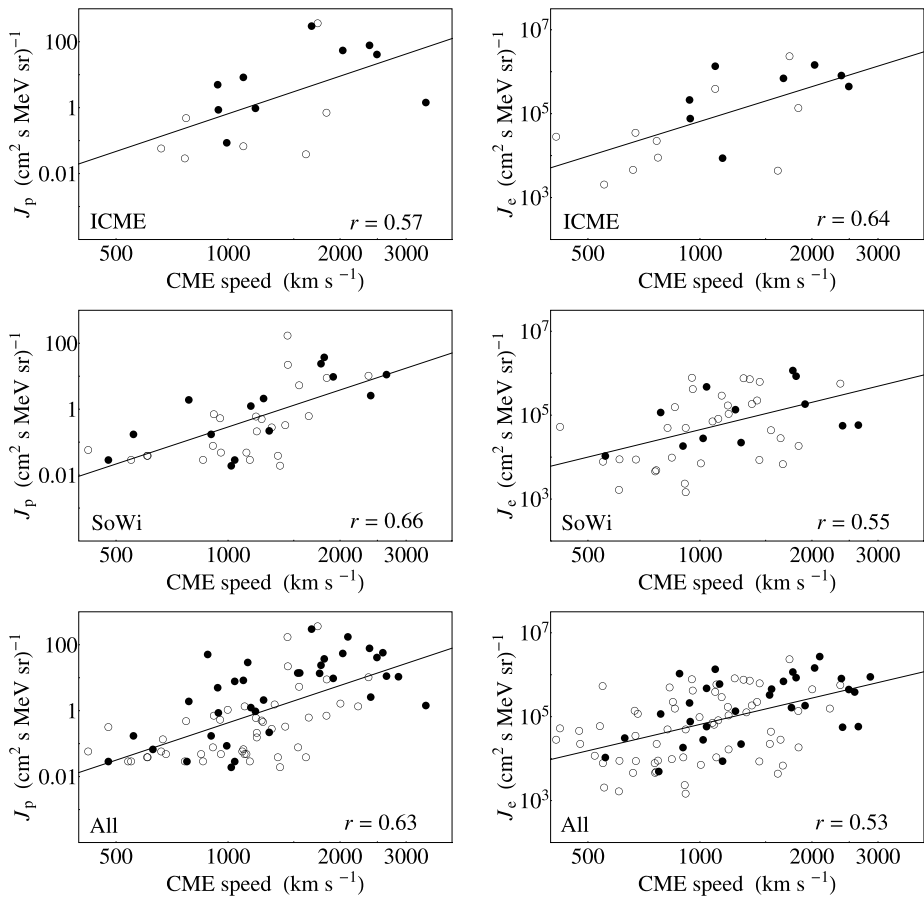 J_p (cm² s MeV sr)⁻¹
100
1
0.01
ICME
r = 0.57
500 1000 2000 3000
CME speed (km s ⁻¹)
J_e (cm² s MeV sr)⁻¹
10⁷
10⁵
10³
ICME
r = 0.64
500 1000 2000 3000
CME speed (km s ⁻¹)
J_p (cm² s MeV sr)⁻¹
100
1
0.01
SoWi
r = 0.66
500 1000 2000 3000
CME speed (km s ⁻¹)
J_e (cm² s MeV sr)⁻¹
10⁷
10⁵
10³
SoWi
r = 0.55
500 1000 2000 3000
CME speed (km s ⁻¹)
J_p (cm² s MeV sr)⁻¹
100
1
0.01
All
r = 0.63
500 1000 2000 3000
CME speed (km s ⁻¹)
J_e (cm² s MeV sr)⁻¹
10⁷
10⁵
10³
All
r = 0.53
500 1000 2000 3000
CME speed (km s ⁻¹)